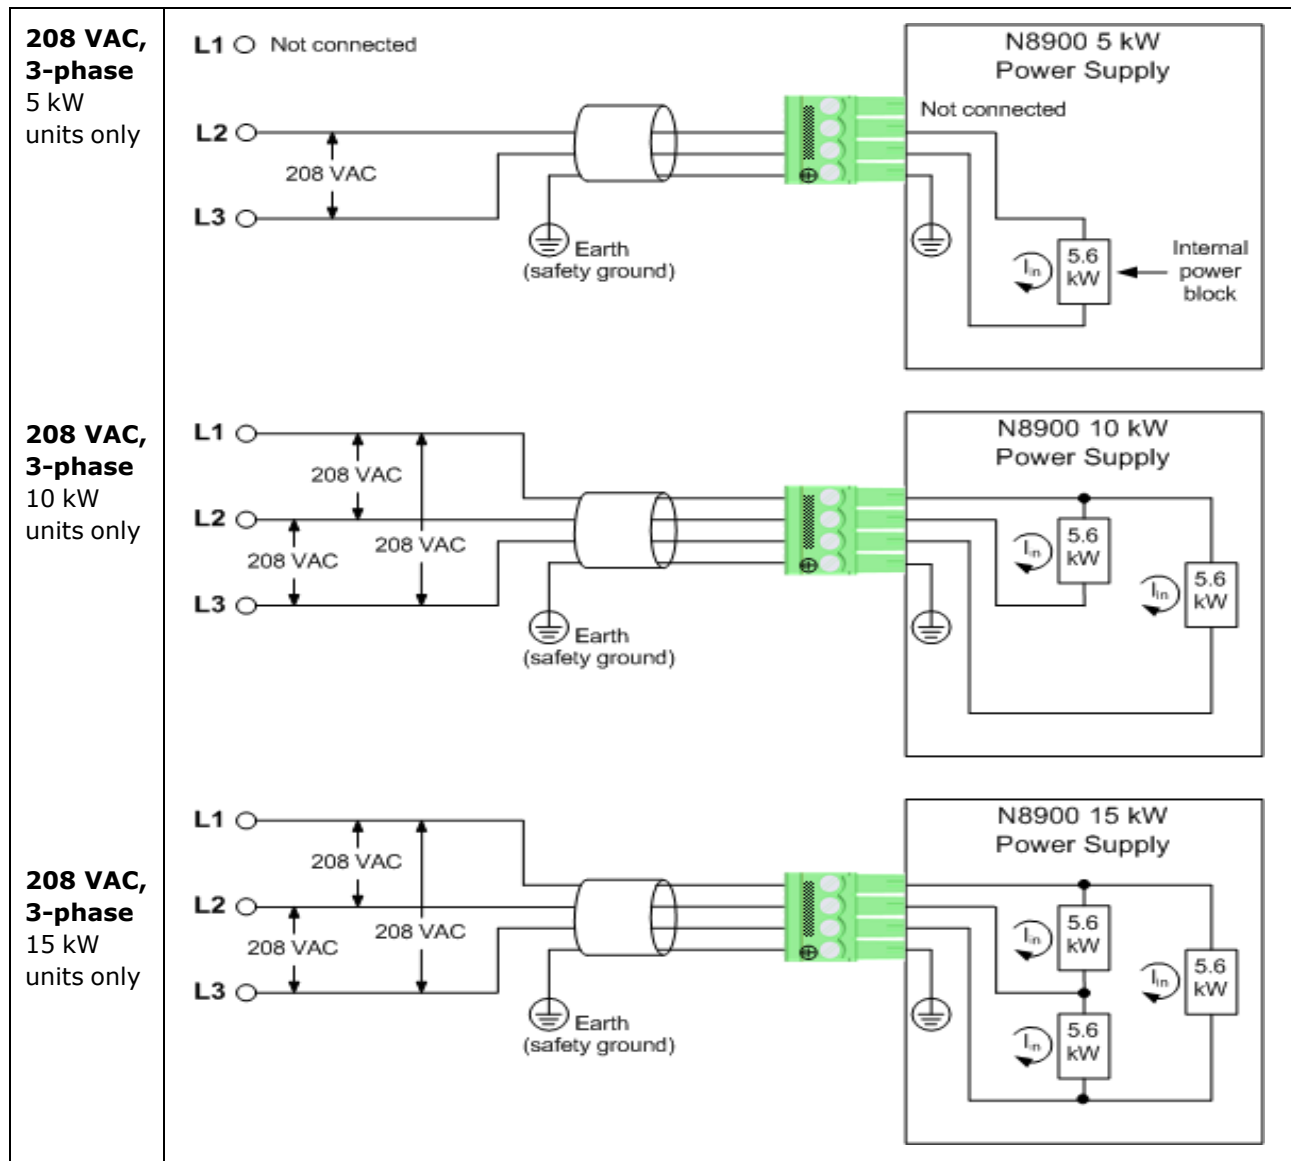 208 VAC,
3-phase
5 kW
units only
L1 Not connected
N8900 5 kW
Power Supply
Not connected
L2
208 VAC
L3
Earth
(safety ground)
Iin
5.6
kW
Internal
power
block
208 VAC,
3-phase
10 kW
units only
L1
208 VAC
L2
208 VAC
208 VAC
L3
Earth
(safety ground)
N8900 10 kW
Power Supply
Iin
5.6
kW
Iin
5.6
kW
208 VAC,
3-phase
15 kW
units only
L1
208 VAC
L2
208 VAC
208 VAC
L3
Earth
(safety ground)
N8900 15 kW
Power Supply
Iin
5.6
kW
Iin
5.6
kW
Iin
5.6
kW